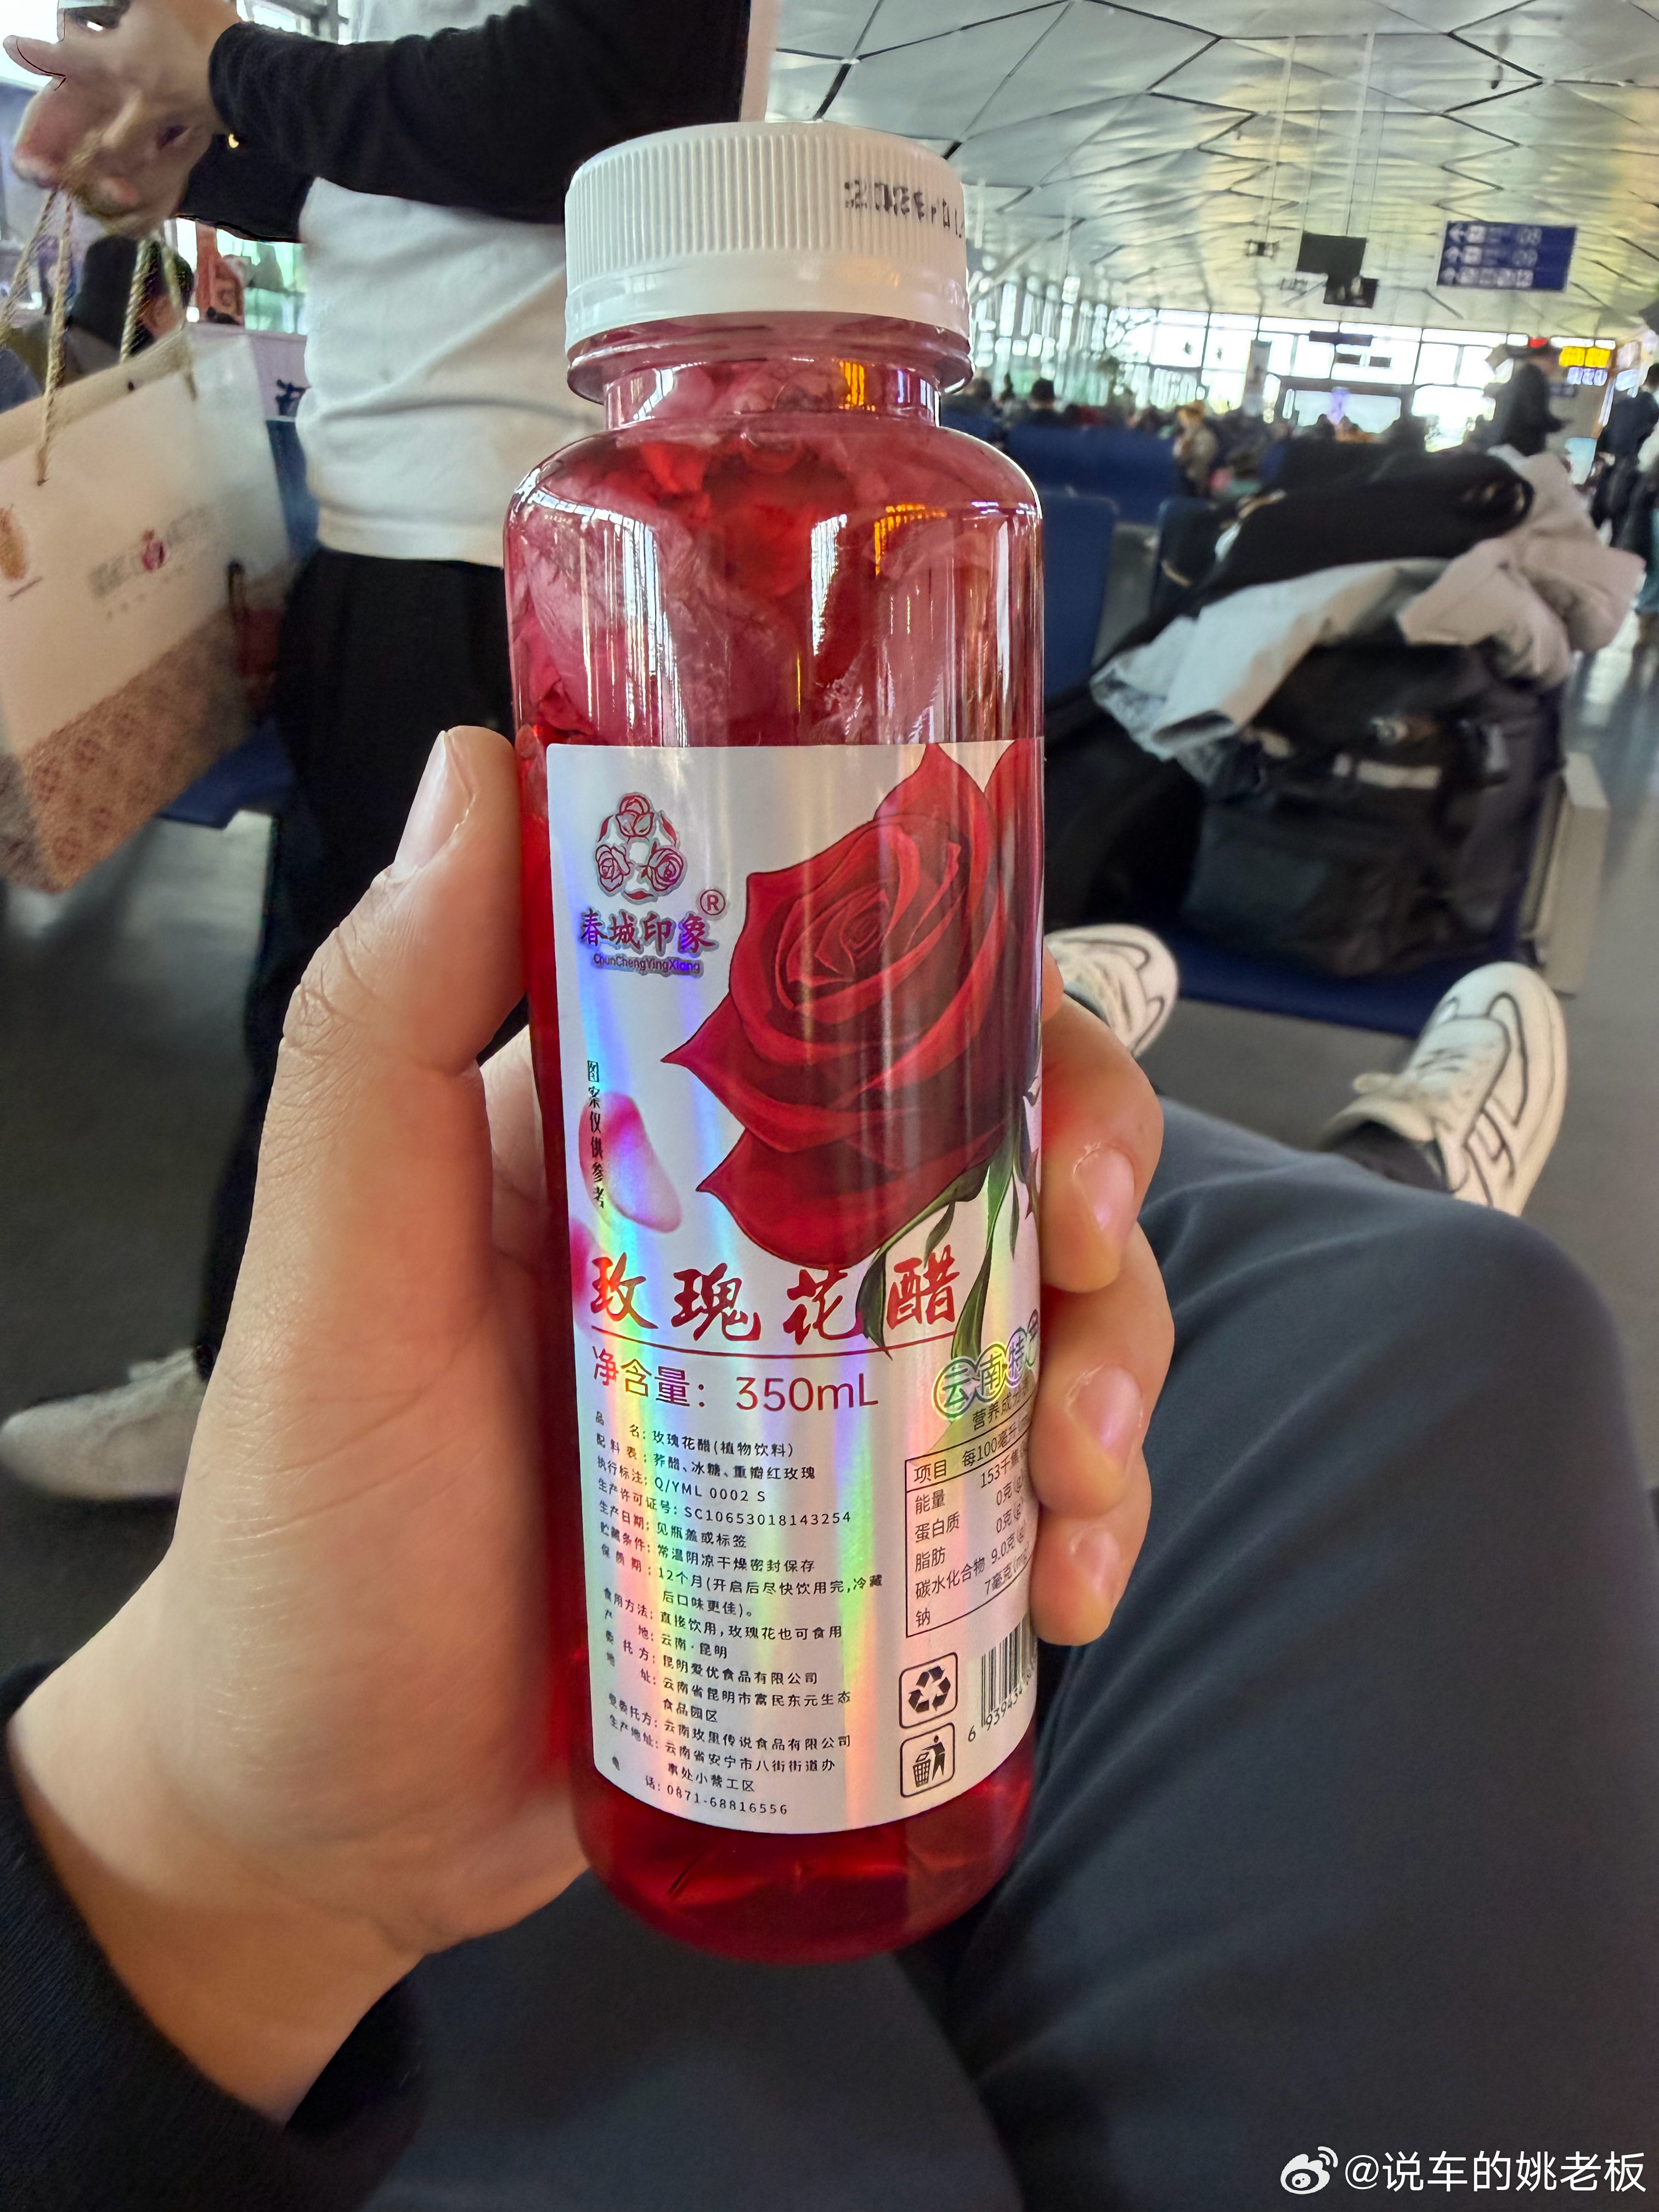 春城印象®
ChunChengYingXiang
图案仅供参考
玫瑰花醋
净含量：350mL
云南特
品名：玫瑰花醋（植物饮料）
配料表：荞醋、冰糖、重瓣红玫瑰
执行标注：Q/YML 0002 S
生产许可证号：SC10653018143254
生产日期：见瓶盖或标签
贮藏条件：常温阴凉干燥密封保存
保质期：12个月（开启后尽快饮用完，冷藏
后口味更佳）。
食用方法：直接饮用，玫瑰花也可食用
产地：云南·昆明
委托方：昆明爱优食品有限公司
地址：云南省昆明市富民东元生态
食品园区
受委托方：云南玫里传说食品有限公司
生产地址：云南省安宁市八街街道办
事处小营工区
电话：0871-68816556
营养成
项目 每100毫升
能量 153千焦
蛋白质 0克(g)
脂肪 0克(g)
碳水化合物 9.0克(g)
钠 7毫克
6 939454
@说车的姚老板